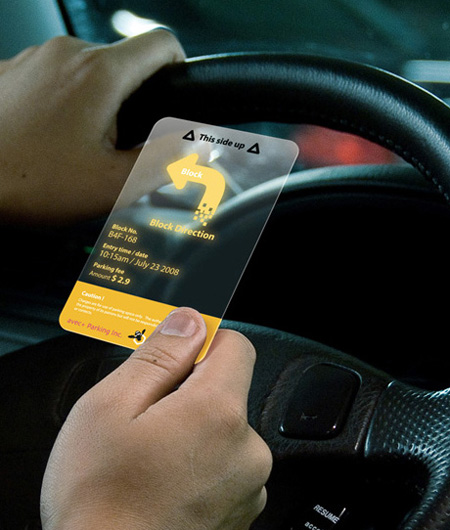 This side up
Block
Block Direction
Block No.
B4F-168
Entry time / date
10:15am / July 23 2008
Parking fee
Amount $ 2.9
Caution !
avec+ Parking Inc.
RESUME